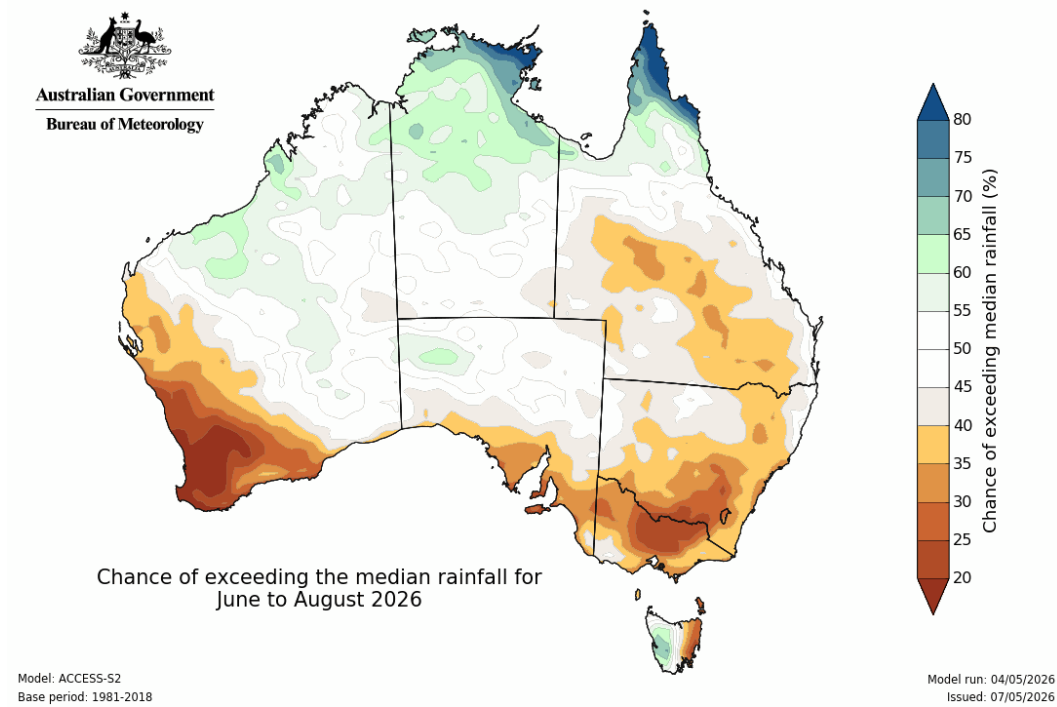 Australian Government
Bureau of Meteorology
80
75
70
65
60
55
50
45
40
35
30
25
20
Chance of exceeding median rainfall (%)
Chance of exceeding the median rainfall for
June to August 2026
Model: ACCESS-S2
Base period: 1981-2018
Model run: 04/05/2026
Issued: 07/05/2026